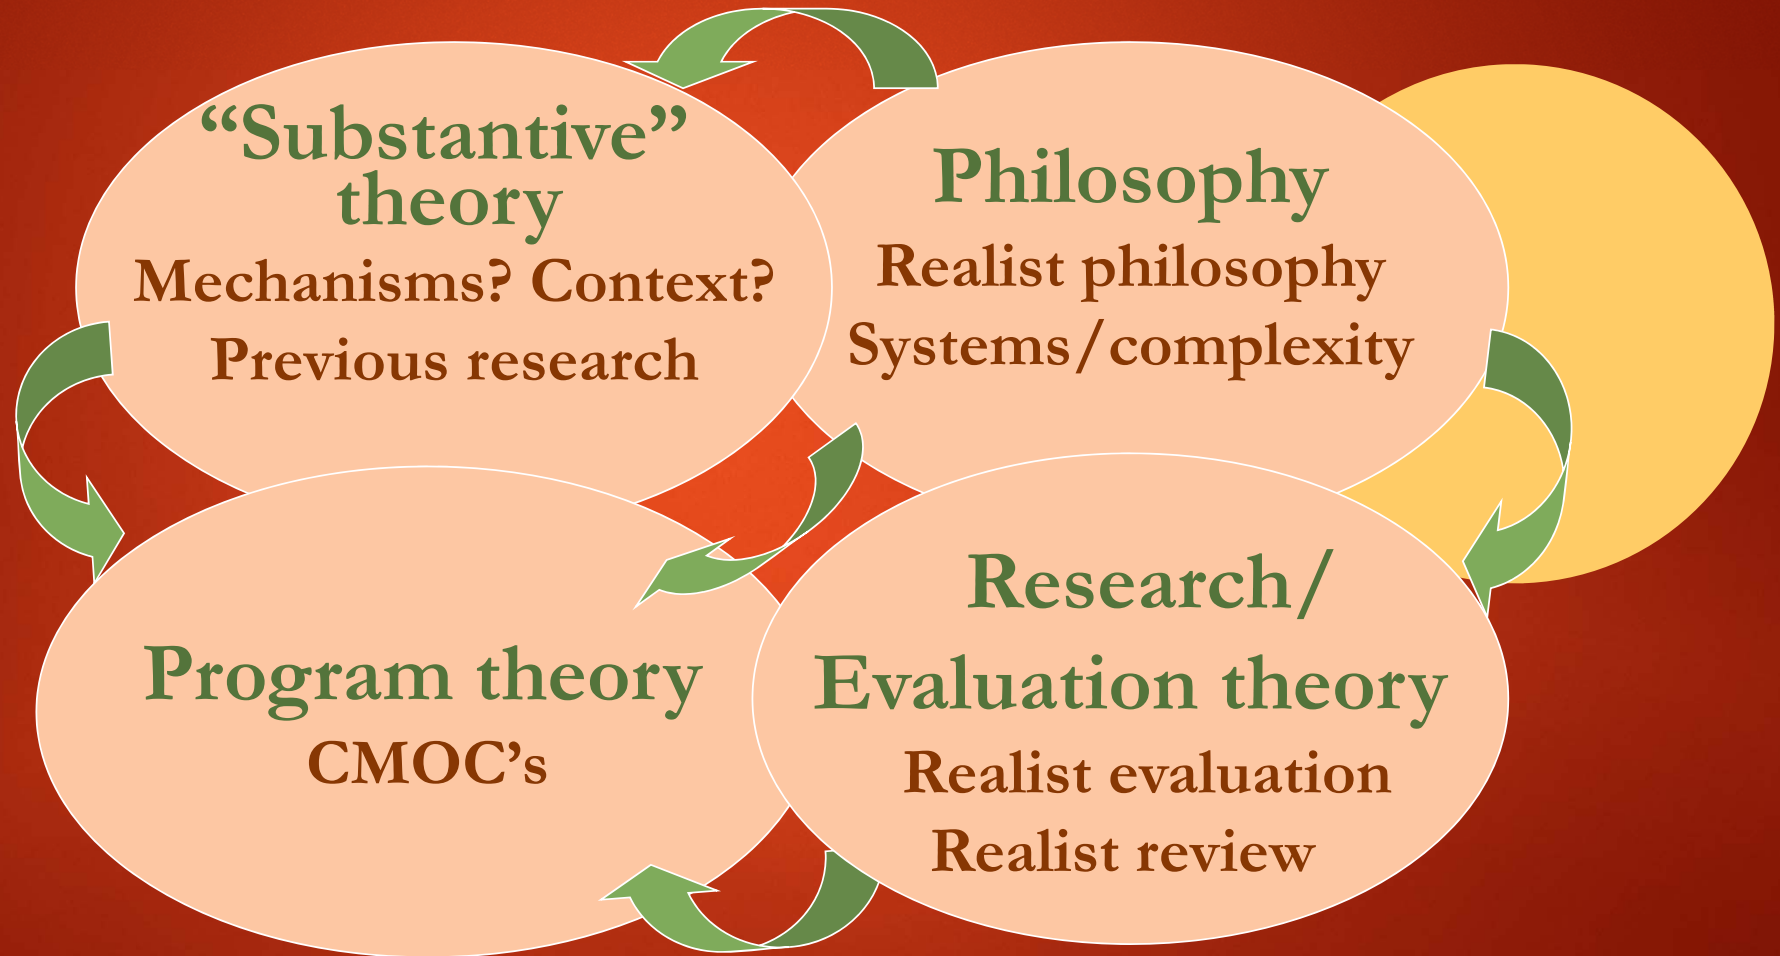 “Substantive”
theory
Mechanisms? Context?
Previous research
Philosophy
Realist philosophy
Systems/complexity
Program theory
CMOC’s
Research/
Evaluation theory
Realist evaluation
Realist review